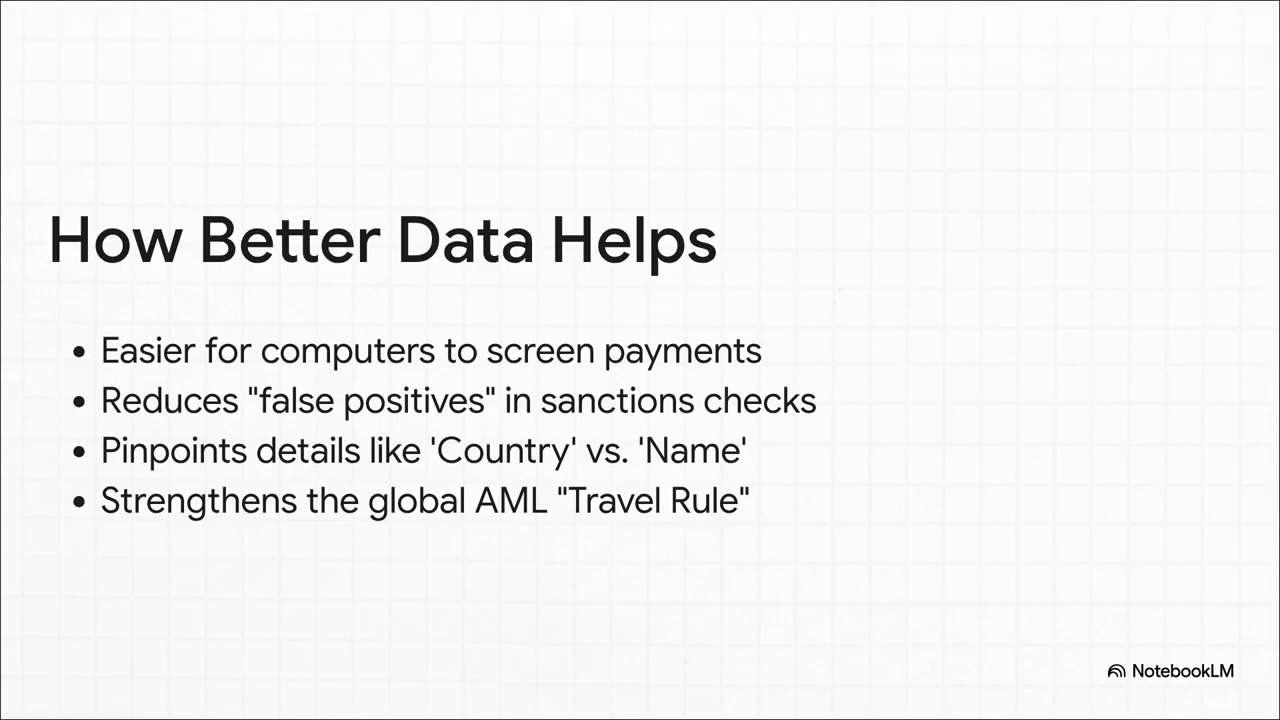 How Better Data Helps
• Easier for computers to screen payments
• Reduces "false positives" in sanctions checks
• Pinpoints details like 'Country' vs. 'Name'
• Strengthens the global AML "Travel Rule"
NotebookLM